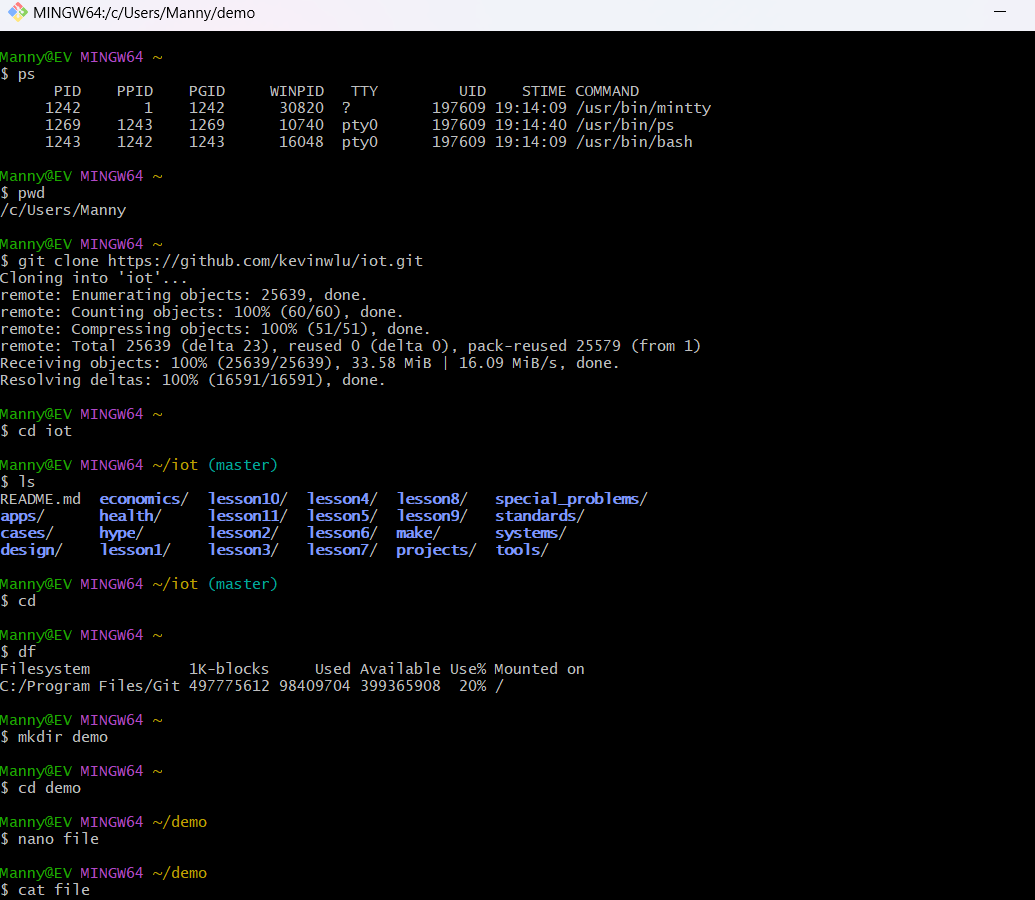 MINGW64:/c/Users/Manny/demo
Manny@EV MINGW64 ~
$ ps
      PID    PPID    PGID     WINPID   TTY         UID    STIME COMMAND
     1242       1    1242      30820   ?        197609 19:14:09 /usr/bin/mintty
     1269    1243    1269      10740  pty0      197609 19:14:40 /usr/bin/ps
     1243    1242    1243      16048  pty0      197609 19:14:09 /usr/bin/bash
Manny@EV MINGW64 ~
$ pwd
/c/Users/Manny
Manny@EV MINGW64 ~
$ git clone https://github.com/kevinwlu/iot.git
Cloning into 'iot'...
remote: Enumerating objects: 25639, done.
remote: Counting objects: 100% (60/60), done.
remote: Compressing objects: 100% (51/51), done.
remote: Total 25639 (delta 23), reused 0 (delta 0), pack-reused 25579 (from 1)
Receiving objects: 100% (25639/25639), 33.58 MiB | 16.09 MiB/s, done.
Resolving deltas: 100% (16591/16591), done.
Manny@EV MINGW64 ~
$ cd iot
Manny@EV MINGW64 ~/iot (master)
$ ls
README.md  economics/  lesson10/  lesson4/  lesson8/   special_problems/
apps/      health/     lesson11/  lesson5/  lesson9/   standards/
cases/     hype/       lesson2/   lesson6/  make/      systems/
design/    lesson1/    lesson3/   lesson7/  projects/  tools/
Manny@EV MINGW64 ~/iot (master)
$ cd
Manny@EV MINGW64 ~
$ df
Filesystem           1K-blocks     Used Available Use% Mounted on
C:/Program Files/Git 497775612 98409704 399365908  20% /
Manny@EV MINGW64 ~
$ mkdir demo
Manny@EV MINGW64 ~
$ cd demo
Manny@EV MINGW64 ~/demo
$ nano file
Manny@EV MINGW64 ~/demo
$ cat file